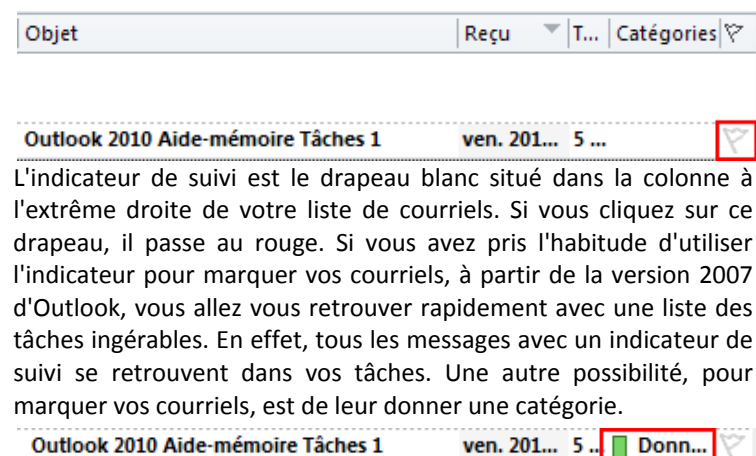 Objet Reçu T... Catégories
Outlook 2010 Aide-mémoire Tâches 1 ven. 201... 5 ...
L'indicateur de suivi est le drapeau blanc situé dans la colonne à
l'extrême droite de votre liste de courriels. Si vous cliquez sur ce
drapeau, il passe au rouge. Si vous avez pris l'habitude d'utiliser
l'indicateur pour marquer vos courriels, à partir de la version 2007
d'Outlook, vous allez vous retrouver rapidement avec une liste des
tâches ingérables. En effet, tous les messages avec un indicateur de
suivi se retrouvent dans vos tâches. Une autre possibilité, pour
marquer vos courriels, est de leur donner une catégorie.
Outlook 2010 Aide-mémoire Tâches 1 ven. 201... 5 ... Donn...